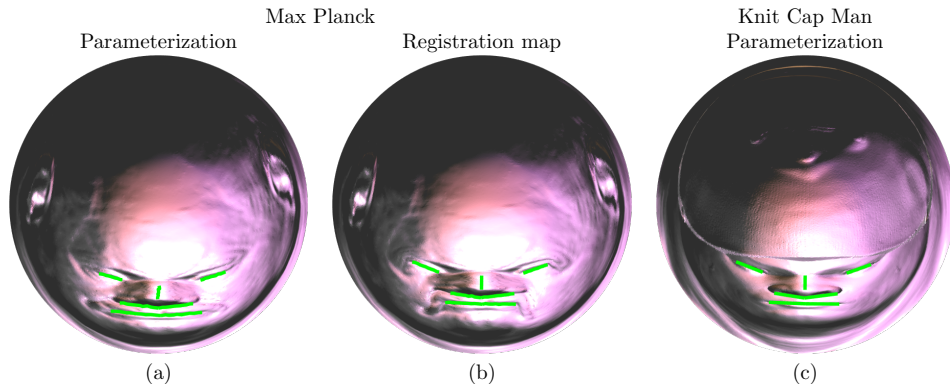 Max Planck
Knit Cap Man
Parameterization
Registration map
Parameterization
(a)
(b)
(c)